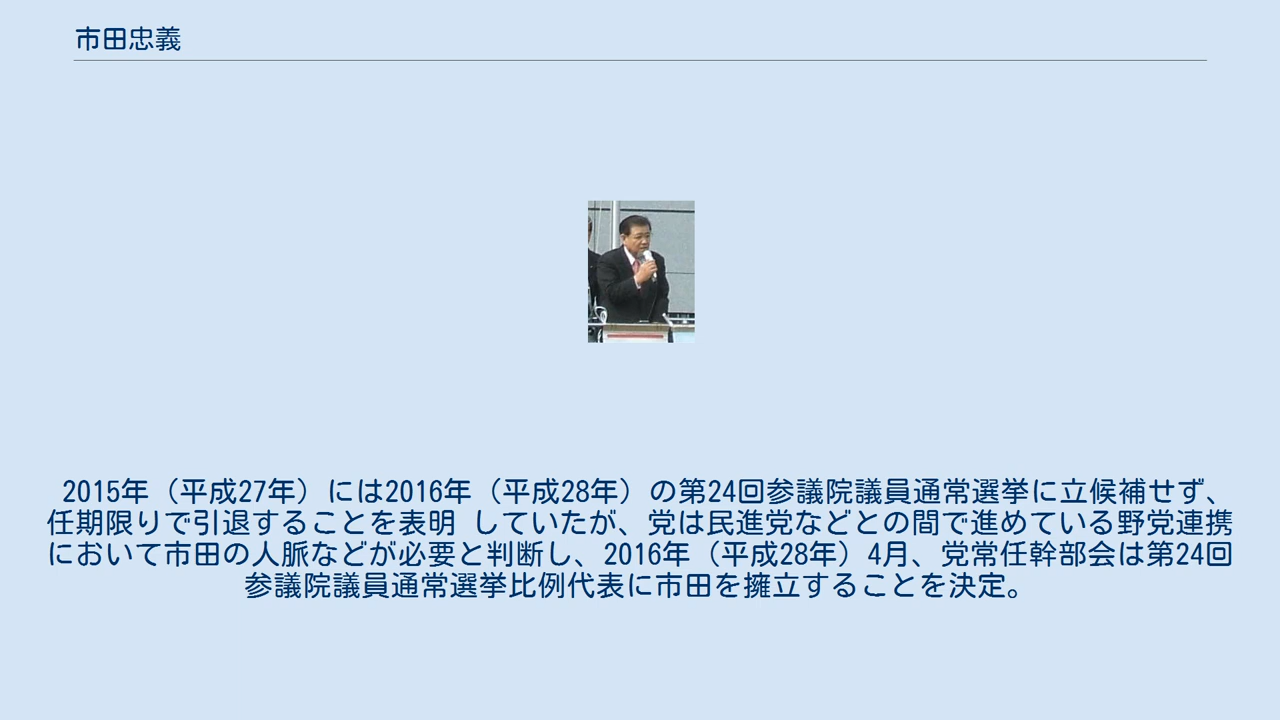 市田忠義
2015年（平成27年）には2016年（平成28年）の第24回参議院議員通常選挙に立候補せず、
任期限りで引退することを表明 していたが、党は民進党などとの間で進めている野党連携
において市田の人脈などが必要と判断し、2016年（平成28年）4月、党常任幹部会は第24回
参議院議員通常選挙比例代表に市田を擁立することを決定。